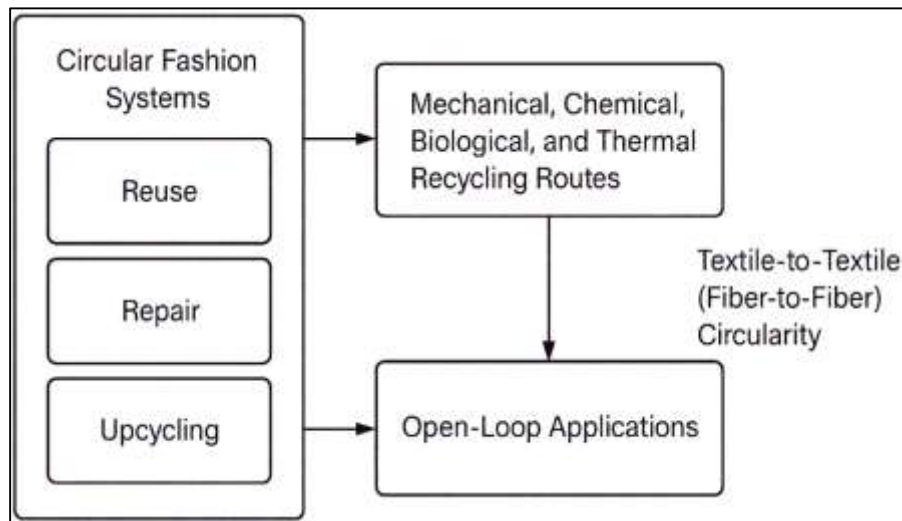 Circular Fashion
Systems
Reuse
Repair
Upcycling
Mechanical, Chemical,
Biological, and Thermal
Recycling Routes
Textile-to-Textile
(Fiber-to-Fiber)
Circularity
Open-Loop Applications